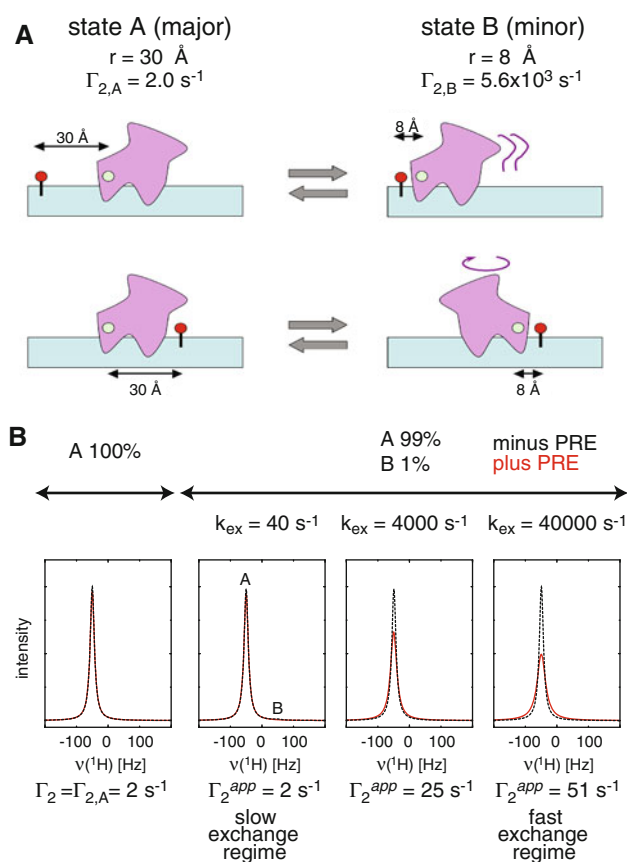 A
state A (major)
r = 30 Å
Γ2,A = 2.0 s-1
state B (minor)
r = 8 Å
Γ2,B = 5.6x10³ s-1
30 Å
8 Å
30 Å
8 Å
B
A 100%
A 99%
B 1%
minus PRE
plus PRE
kex = 40 s-1
kex = 4000 s-1
kex = 40000 s-1
intensity
A
B
-100 0 100
-100 0 100
-100 0 100
-100 0 100
ν(¹H) [Hz]
ν(¹H) [Hz]
ν(¹H) [Hz]
ν(¹H) [Hz]
Γ2 =Γ2,A= 2 s-1
Γ2app = 2 s-1
Γ2app = 25 s-1
Γ2app = 51 s-1
slow
exchange
regime
fast
exchange
regime